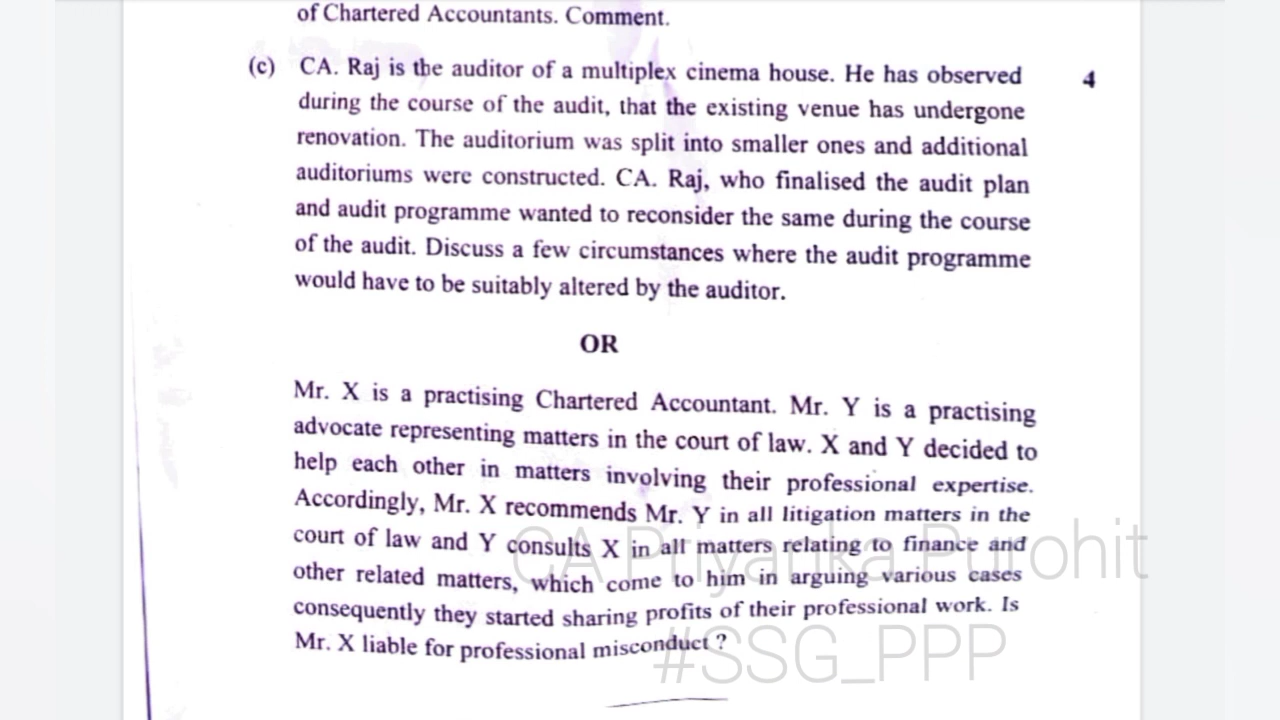 of Chartered Accountants. Comment.
(c) CA. Raj is the auditor of a multiplex cinema house. He has observed 4
during the course of the audit, that the existing venue has undergone
renovation. The auditorium was split into smaller ones and additional
auditoriums were constructed. CA. Raj, who finalised the audit plan
and audit programme wanted to reconsider the same during the course
of the audit. Discuss a few circumstances where the audit programme
would have to be suitably altered by the auditor.
OR
Mr. X is a practising Chartered Accountant. Mr. Y is a practising
advocate representing matters in the court of law. X and Y decided to
help each other in matters involving their professional expertise.
Accordingly, Mr. X recommends Mr. Y in all litigation matters in the
court of law and Y consults X in all matters relating to finance and
other related matters, which come to him in arguing various cases
consequently they started sharing profits of their professional work. Is
Mr. X liable for professional misconduct ?
CA Priyanka Purohit
#SSG_PPP